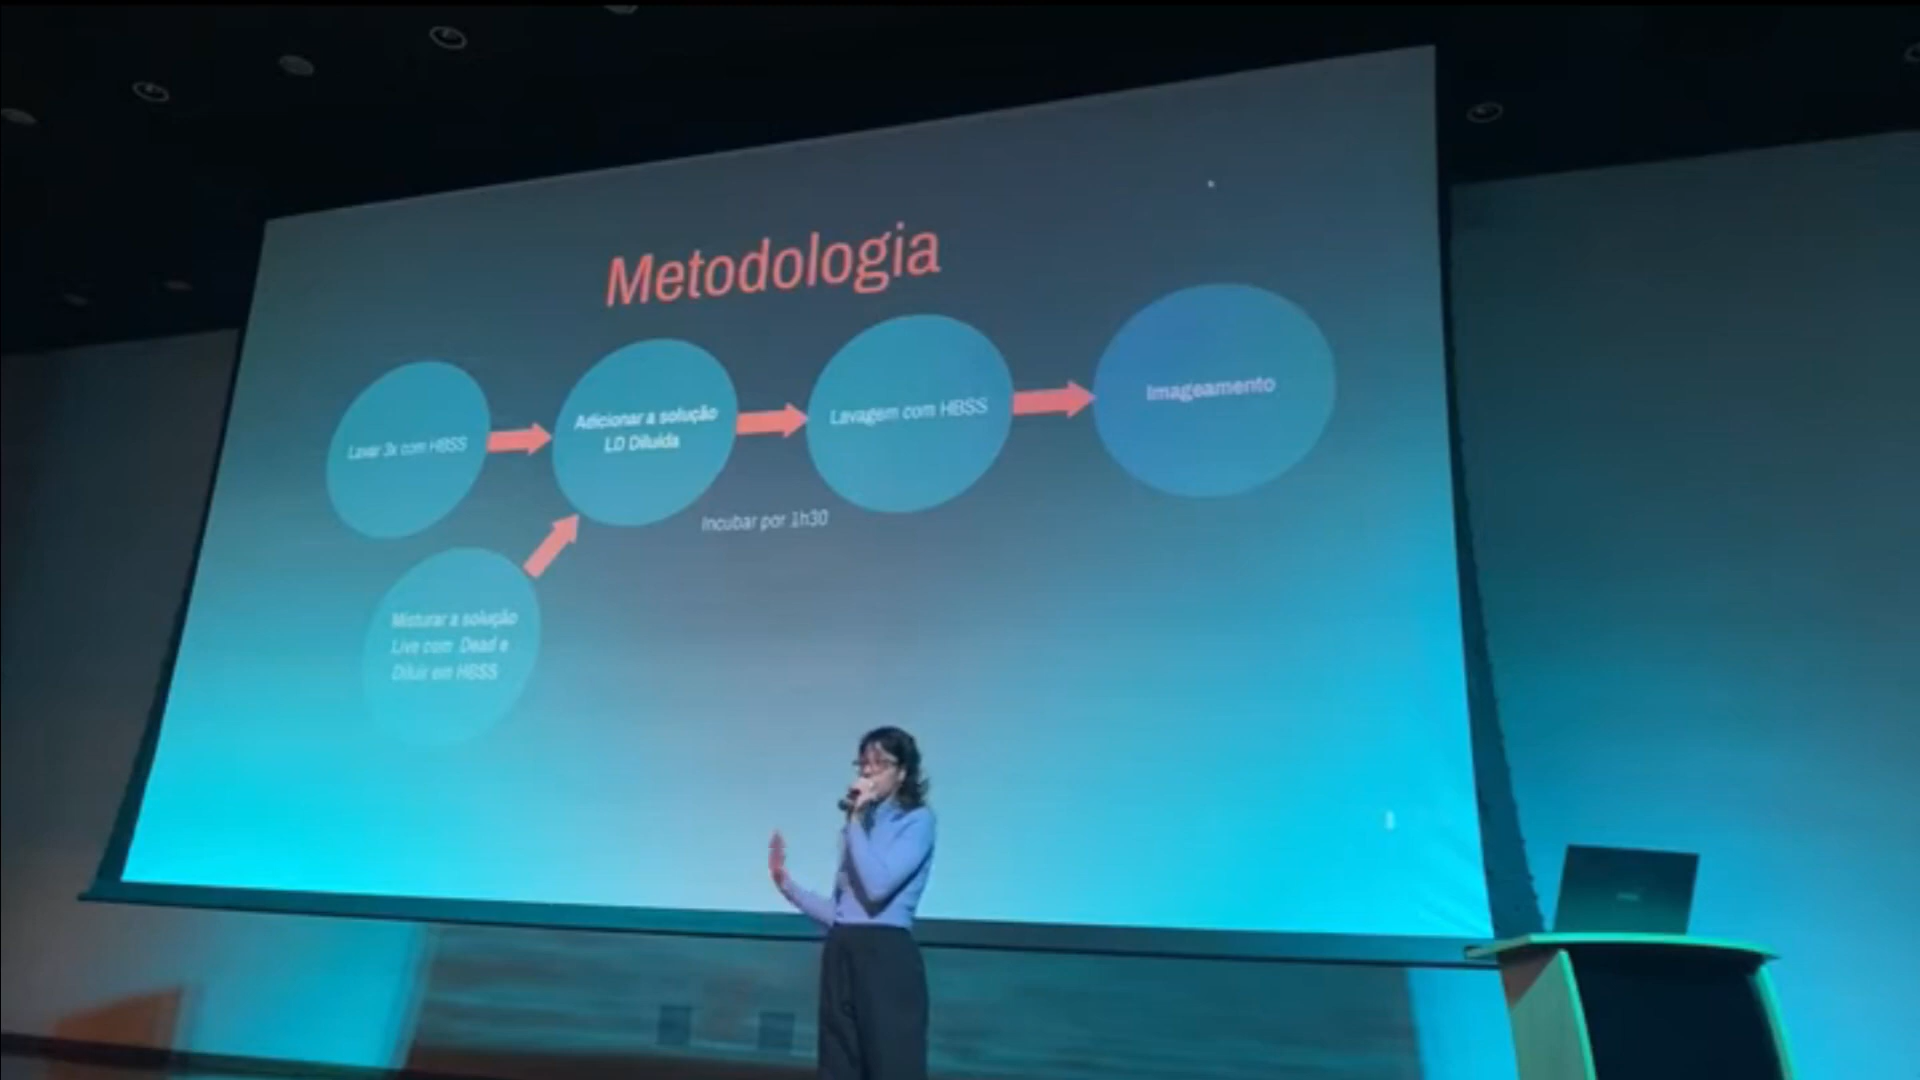 Metodologia
Lavar 3x com HBSS
Adicionar a solução
LD Diluida
Lavagem com HBSS
Imageamento
Incubar por 1h30
Misturar a solução
Live com Dead e
Diluir em HBSS